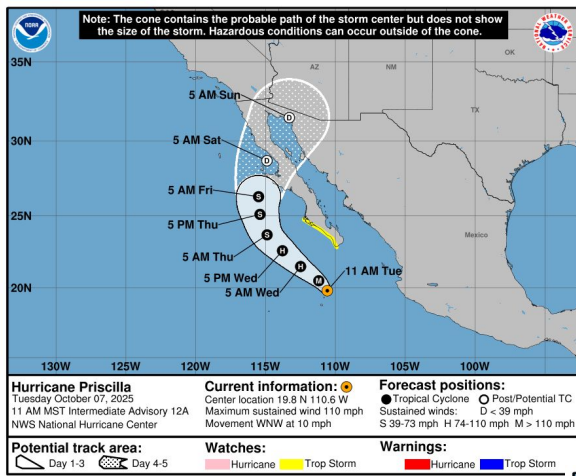 Note: The cone contains the probable path of the storm center but does not show
the size of the storm. Hazardous conditions can occur outside of the cone.
NOAA
35N
AZ
NM
OK
5 AM Sun
D
TX
30N
5 AM Sat
D
5 AM Fri
S
25N
5 PM Thu
S
Mexico
5 AM Thu
S
5 PM Wed
H
11 AM Tue
5 AM Wed
H
M
20N
130W 125W 120W 115W 110W 105W 100W
Hurricane Priscilla
Tuesday October 07, 2025
11 AM MST Intermediate Advisory 12A
NWS National Hurricane Center
Current information:
Center location 19.8 N 110.6 W
Maximum sustained wind 110 mph
Movement WNW at 10 mph
Forecast positions:
Tropical Cyclone Post/Potential TC
Sustained winds: D < 39 mph
S 39-73 mph H 74-110 mph M > 110 mph
Potential track area:
Day 1-3 Day 4-5
Watches:
Hurricane Trop Storm
Warnings:
Hurricane Trop Storm